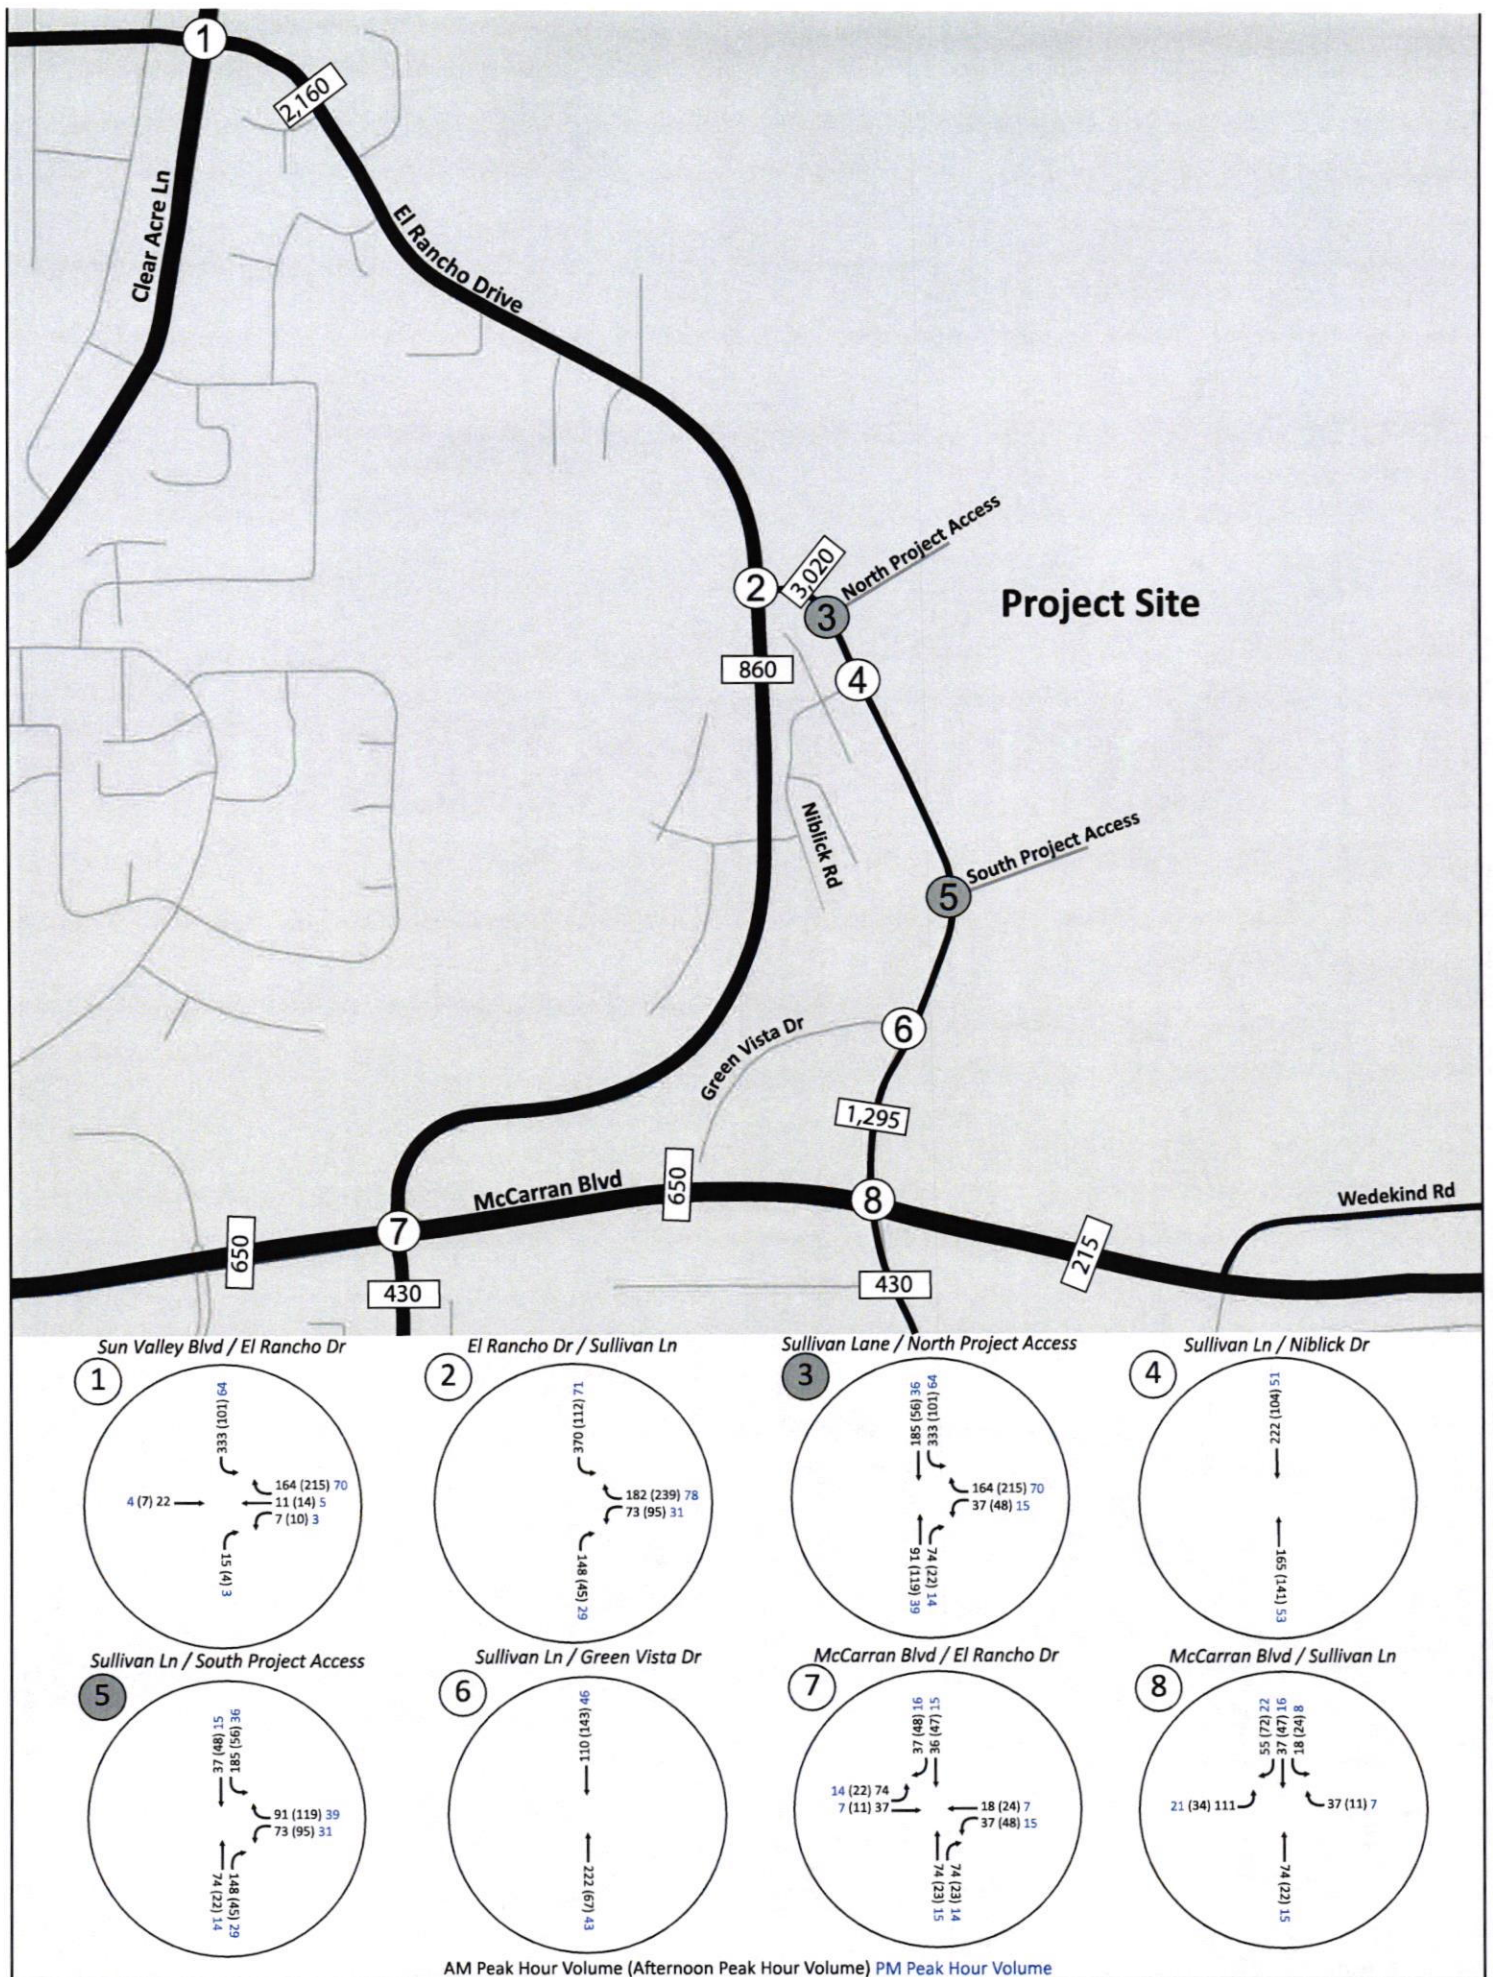 1
2,160
Clear Acre Ln
El Rancho Drive
North Project Access
3,020
2
3
Project Site
860
4
Niblick Rd
South Project Access
5
6
Green Vista Dr
1,295
650
McCarran Blvd
8
Wedekind Rd
7
650
215
430
430
Sun Valley Blvd / El Rancho Dr
1
333 (101) 64
164 (215) 70
4 (7) 22
11 (14) 5
7 (10) 3
15 (4) 3
El Rancho Dr / Sullivan Ln
2
370 (112) 71
182 (239) 78
73 (95) 31
148 (45) 29
Sullivan Lane / North Project Access
3
185 (56) 36
333 (101) 64
164 (215) 70
37 (48) 15
91 (119) 39
74 (22) 14
Sullivan Ln / Niblick Dr
4
222 (104) 51
165 (141) 53
Sullivan Ln / South Project Access
5
37 (48) 15
185 (56) 36
91 (119) 39
73 (95) 31
74 (22) 14
148 (45) 29
Sullivan Ln / Green Vista Dr
6
110 (143) 46
222 (67) 43
McCarran Blvd / El Rancho Dr
7
37 (48) 16
36 (47) 15
14 (22) 74
7 (11) 37
18 (24) 7
37 (48) 15
74 (23) 15
74 (23) 14
McCarran Blvd / Sullivan Ln
8
55 (72) 22
37 (47) 16
18 (24) 8
21 (34) 111
37 (11) 7
74 (22) 15
AM Peak Hour Volume (Afternoon Peak Hour Volume) PM Peak Hour Volume